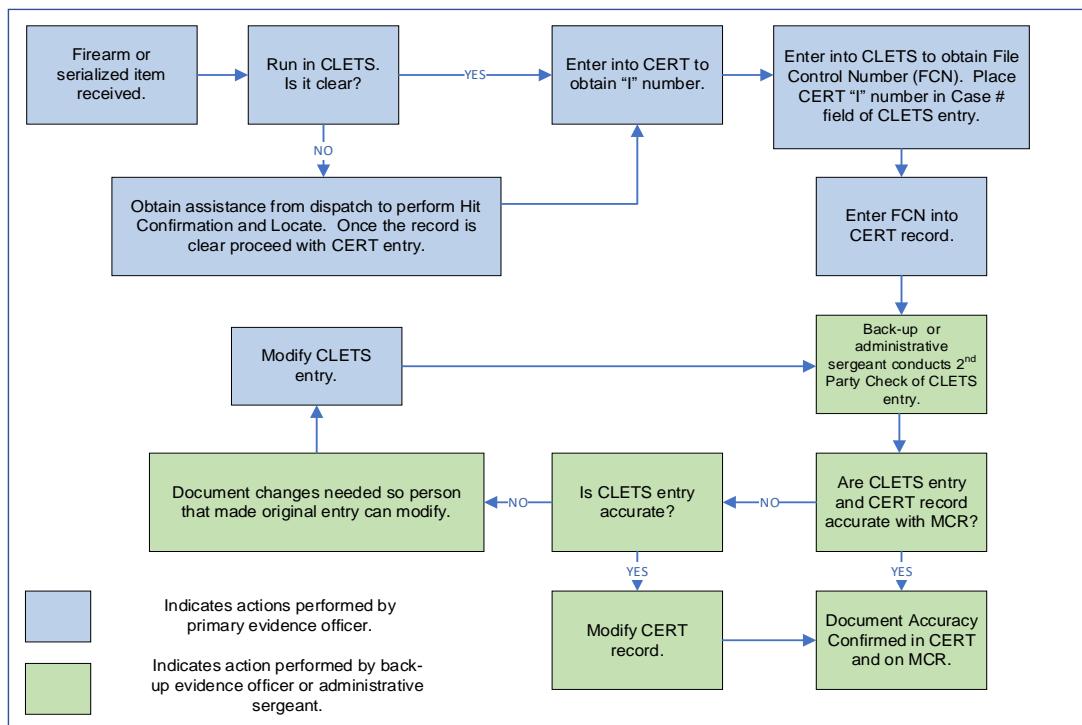 Firearm or
serialized item
received.
Run in CLETS.
Is it clear?
YES
Enter into CERT to
obtain “I” number.
Enter into CLETS to obtain File
Control Number (FCN). Place
CERT “I” number in Case #
field of CLETS entry.
NO
Obtain assistance from dispatch to perform Hit
Confirmation and Locate. Once the record is
clear proceed with CERT entry.
Enter FCN into
CERT record.
Modify CLETS
entry.
Back-up or
administrative
sergeant conducts 2nd
Party Check of CLETS
entry.
Document changes needed so person
that made original entry can modify.
NO
Is CLETS entry
accurate?
NO
Are CLETS entry
and CERT record
accurate with MCR?
YES
YES
Indicates actions performed by
primary evidence officer.
Modify CERT
record.
Document Accuracy
Confirmed in CERT
and on MCR.
Indicates action performed by back-
up evidence officer or administrative
sergeant.